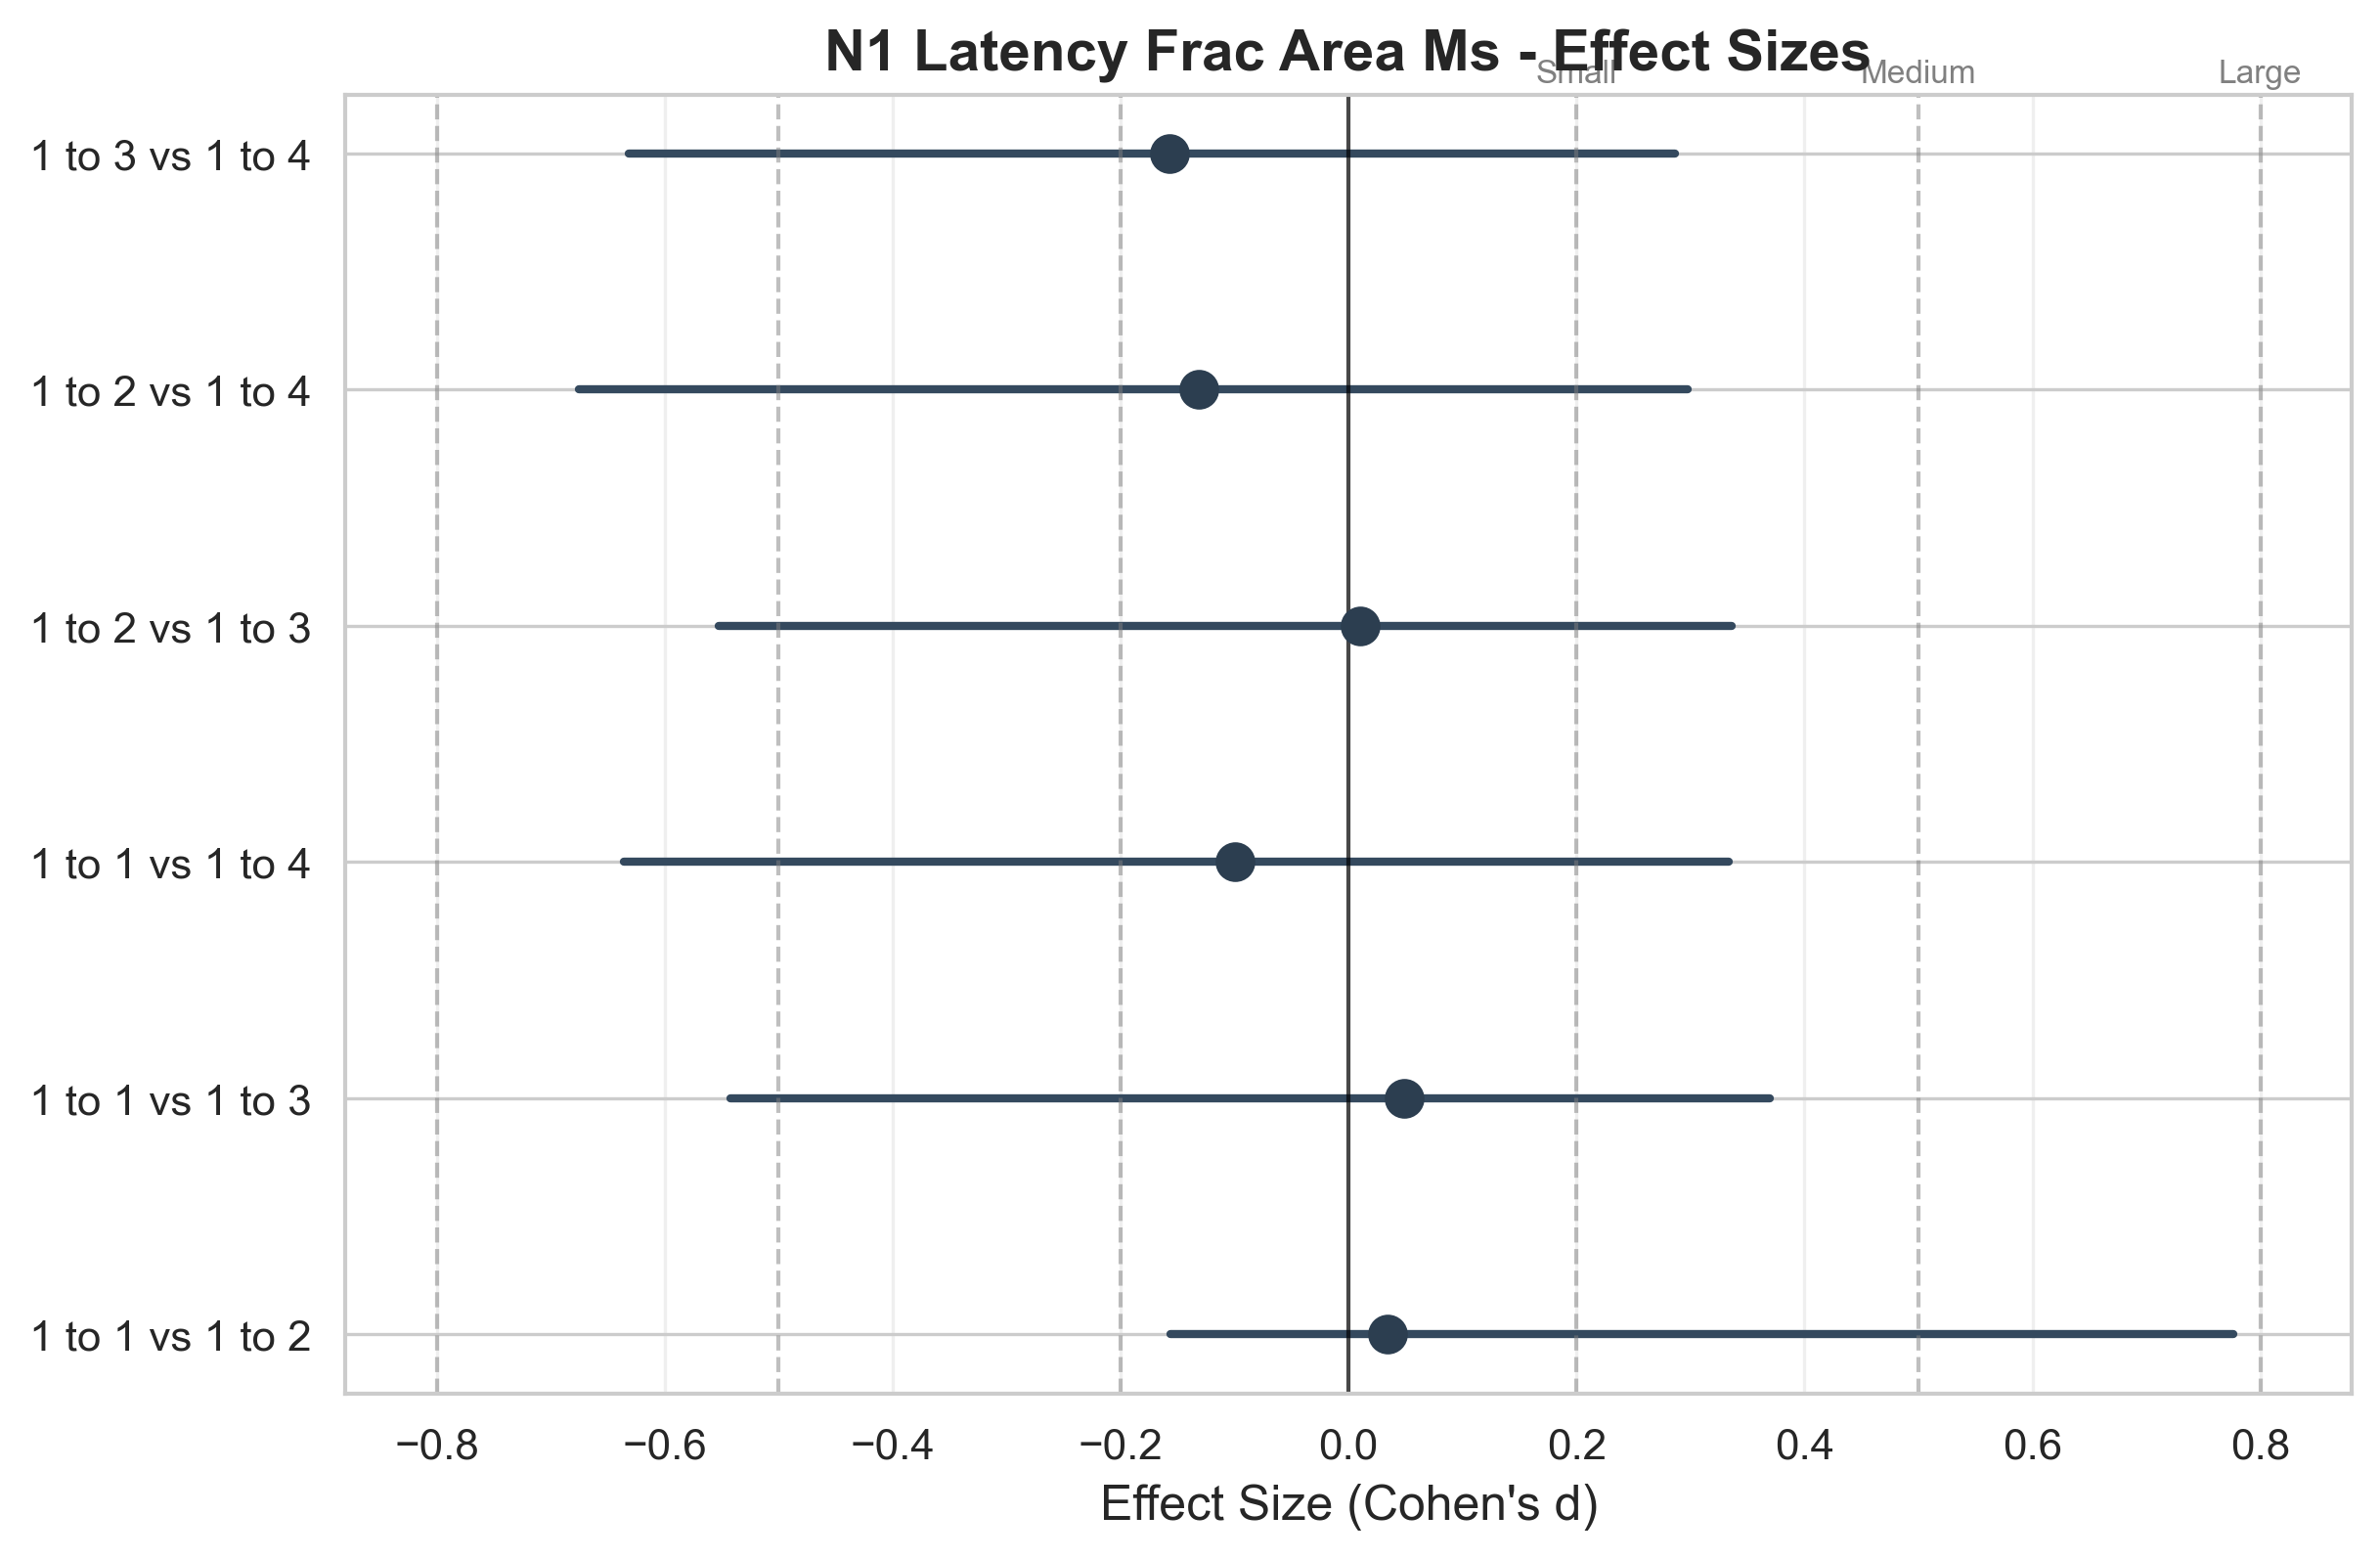 N1 Latency Frac Area Ms - Effect Sizes
Small Medium Large
1 to 3 vs 1 to 4
1 to 2 vs 1 to 4
1 to 2 vs 1 to 3
1 to 1 vs 1 to 4
1 to 1 vs 1 to 3
1 to 1 vs 1 to 2
−0.8 −0.6 −0.4 −0.2 0.0 0.2 0.4 0.6 0.8
Effect Size (Cohen's d)